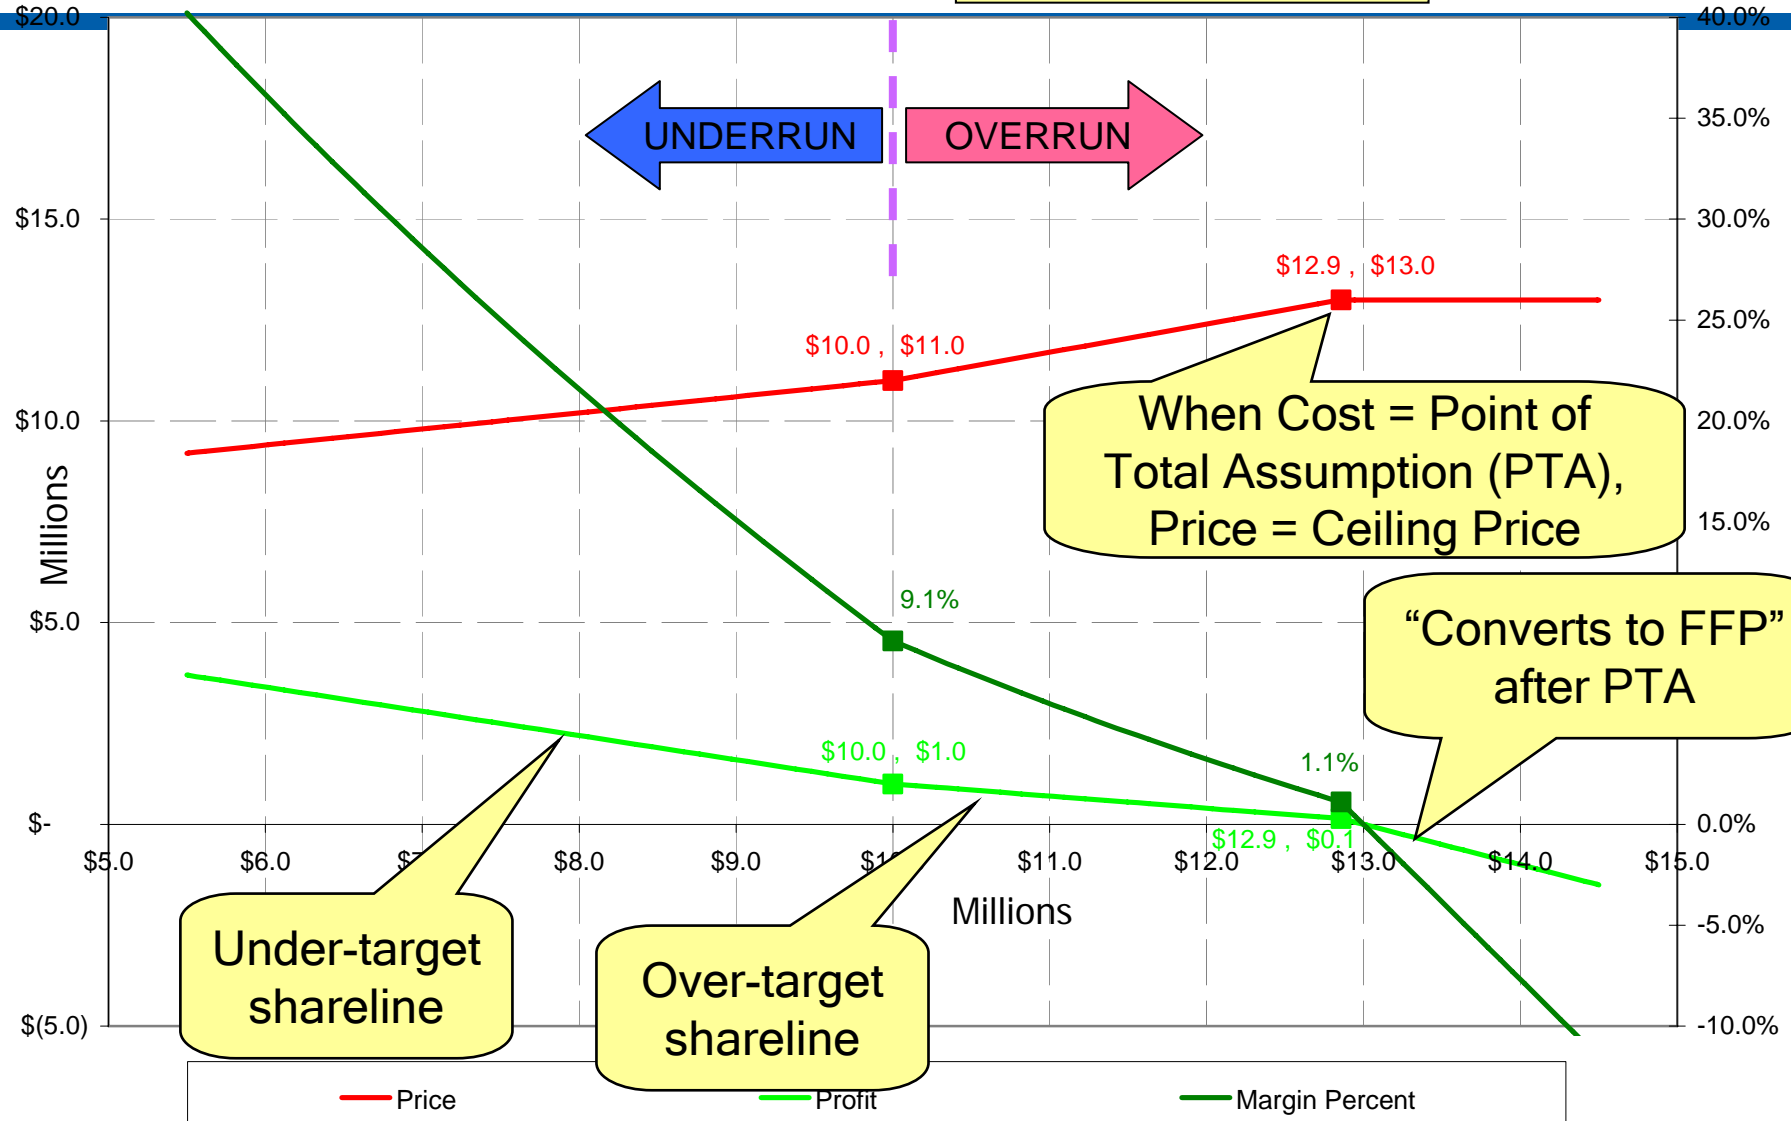 $20.0
40.0%
UNDERRUN
OVERRUN
35.0%
$15.0
30.0%
$12.9 , $13.0
25.0%
$10.0 , $11.0
When Cost = Point of
Total Assumption (PTA),
Price = Ceiling Price
$10.0
20.0%
Millions
15.0%
9.1%
$5.0
“Converts to FFP”
after PTA
$10.0 , $1.0
1.1%
$-
0.0%
$12.9 , $0.1
$5.0
$6.0
$8.0
$9.0
$11.0
$12.0
$13.0
$14.0
$15.0
Millions
-5.0%
Under-target
shareline
Over-target
shareline
$(5.0)
-10.0%
Price
Profit
Margin Percent